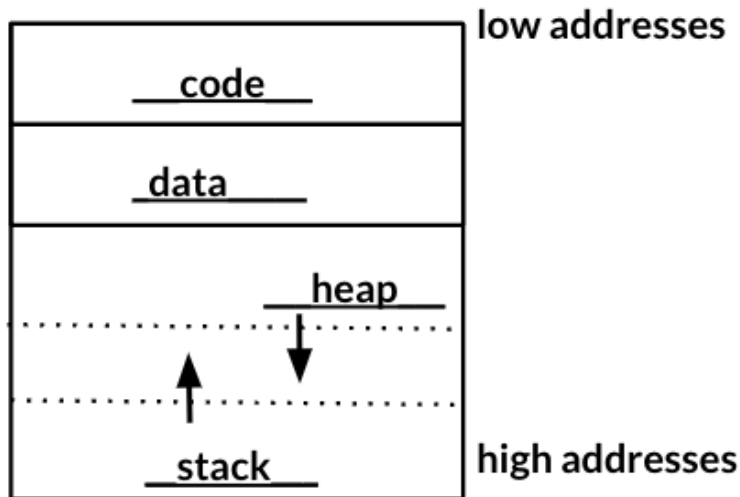 low addresses
code
data
heap
stack
high addresses